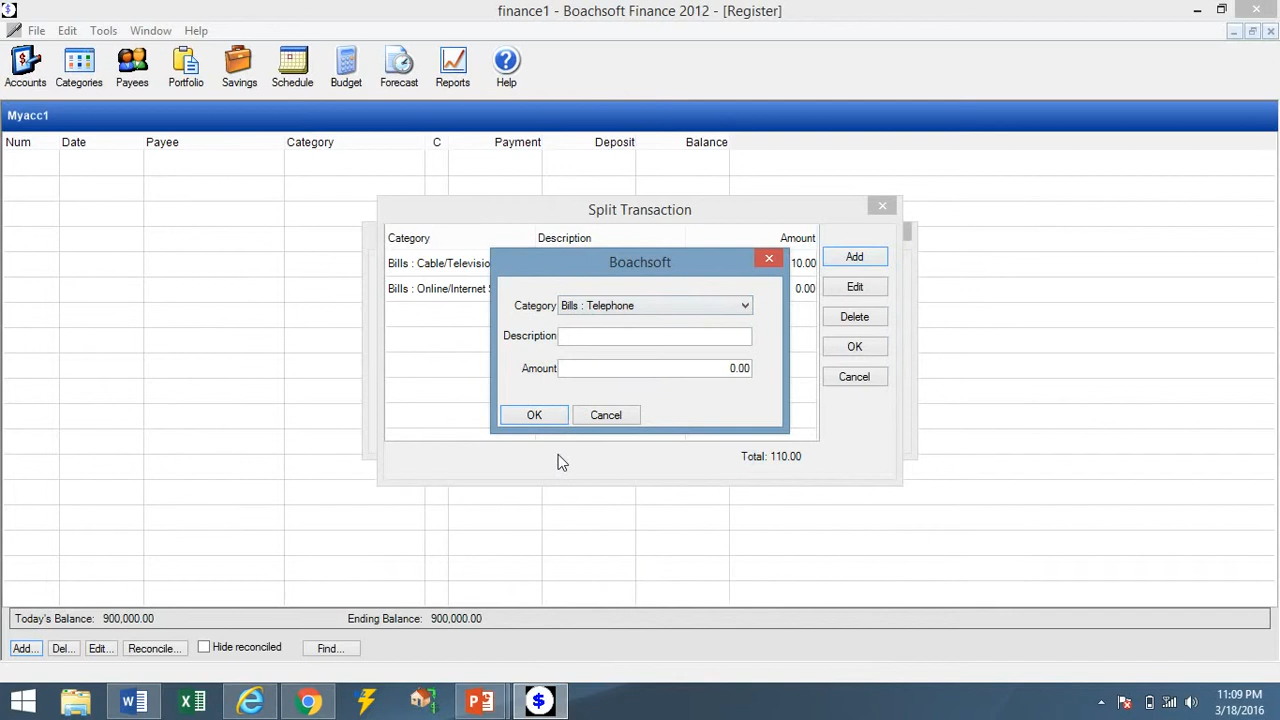 finance1 - Boachsoft Finance 2012 - [Register]
File Edit Tools Window Help
Accounts Categories Payees Portfolio Savings Schedule Budget Forecast Reports Help
Myacc1
Num Date Payee Category C Payment Deposit Balance
Split Transaction
Category Description Amount
Bills : Cable/Televisio 10.00
Bills : Online/Internet 0.00
Add
Edit
Delete
OK
Cancel
Boachsoft
Category Bills : Telephone
Description
Amount 0.00
OK Cancel
Total: 110.00
Today's Balance: 900,000.00 Ending Balance: 900,000.00
Add... Del... Edit... Reconcile... Hide reconciled Find...
11:09 PM
3/18/2016